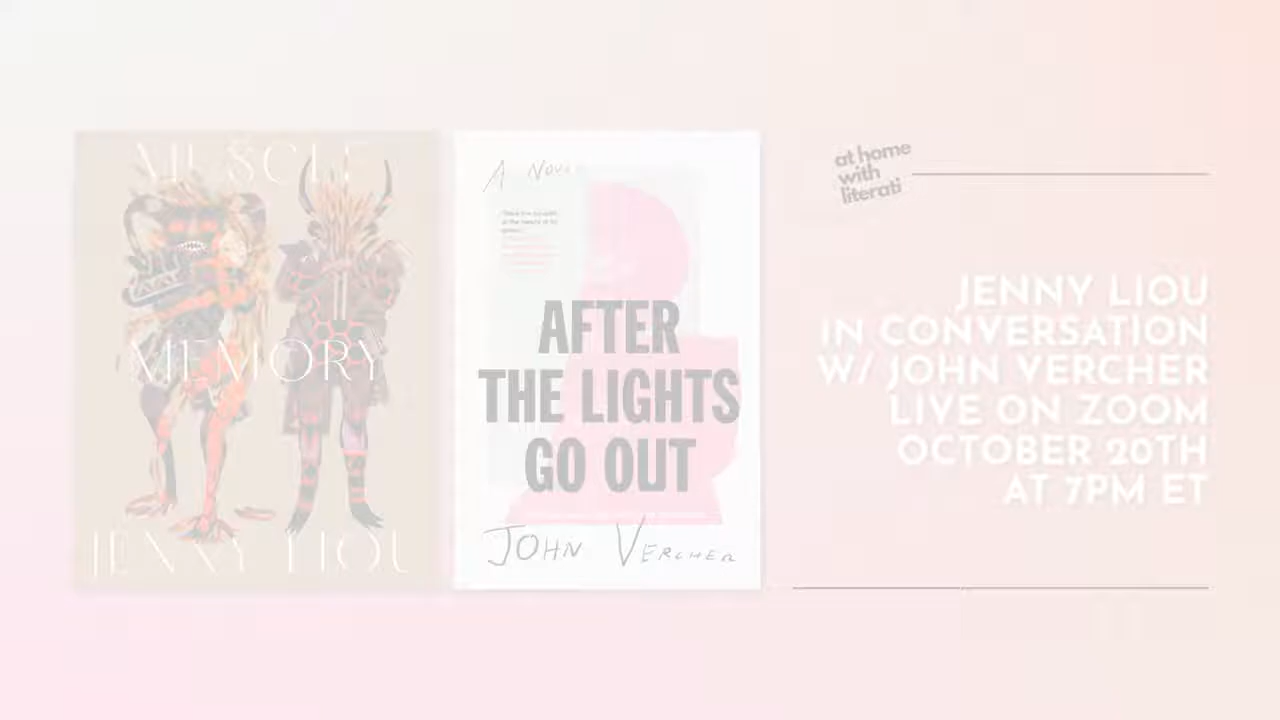 MUSCLE
MEMORY
JENNY LIOU
A NOVEL
AFTER
THE LIGHTS
GO OUT
JOHN VERCHER
at home
with
literati
JENNY LIOU
IN CONVERSATION
W/ JOHN VERCHER
LIVE ON ZOOM
OCTOBER 20TH
AT 7PM ET